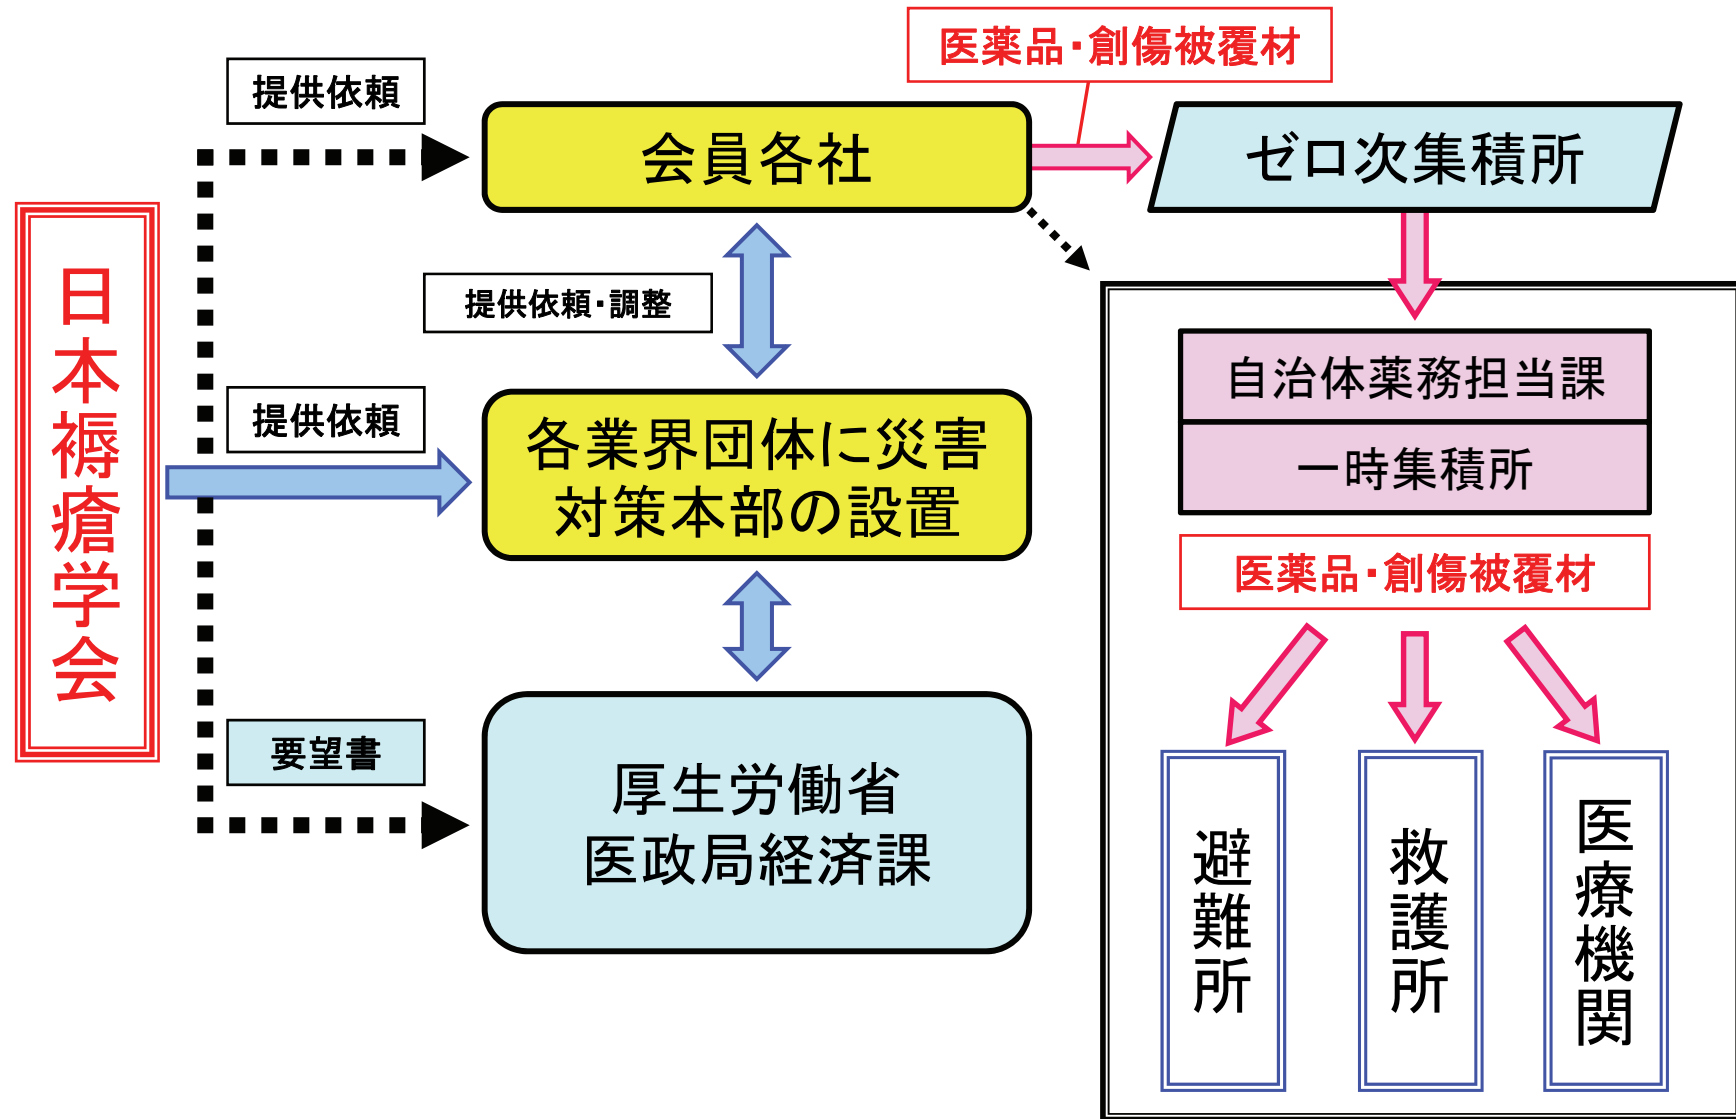 医薬品・創傷被覆材
提供依頼
会員各社
ゼロ次集積所
日本褥瘡学会
提供依頼・調整
自治体薬務担当課
一時集積所
提供依頼
各業界団体に災害
対策本部の設置
医薬品・創傷被覆材
要望書
厚生労働省
医政局経済課
避難所
救護所
医療機関